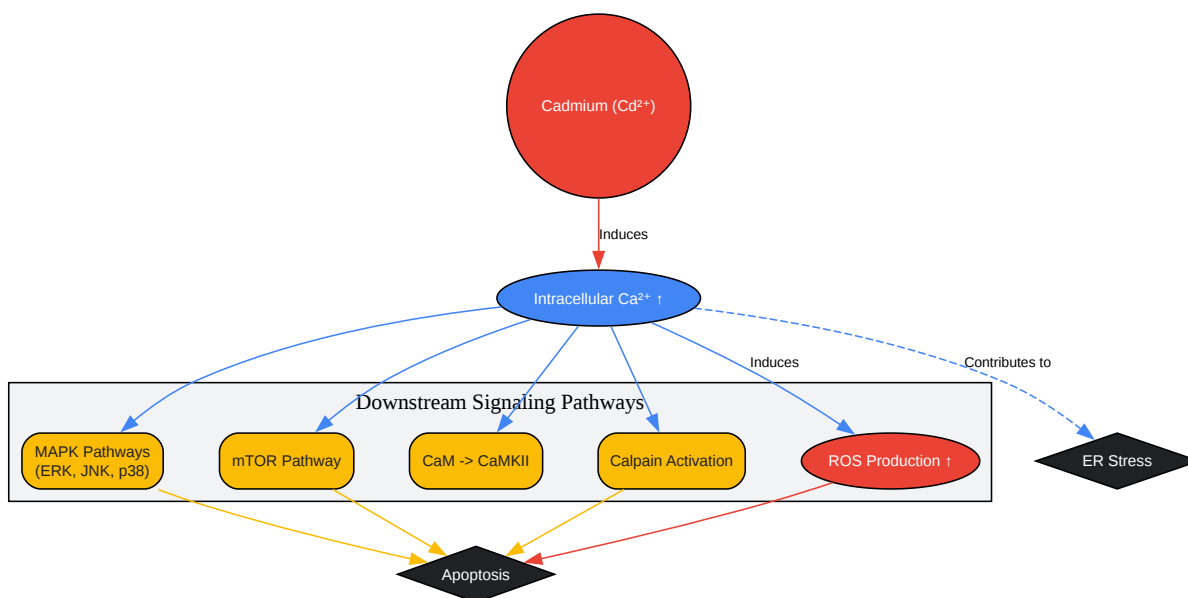 Cadmium (Cd²⁺)
Induces
Intracellular Ca²⁺ ↑
Induces
Contributes to
Downstream Signaling Pathways
MAPK Pathways
(ERK, JNK, p38)
mTOR Pathway
CaM -> CaMKII
Calpain Activation
ROS Production ↑
ER Stress
Apoptosis